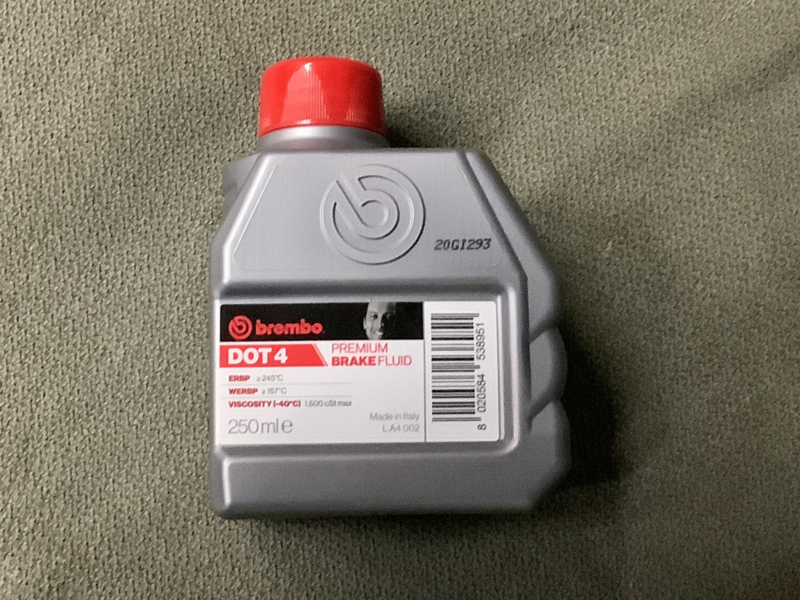 b
20G1293
brembo
DOT 4
PREMIUM
BRAKE FLUID
ERBP ≥ 245°C
WERBP ≥ 157°C
VISCOSITY (-40°C) 1.500 cSt max
250 ml e
Made in Italy
L A4 002
8 020584 538951